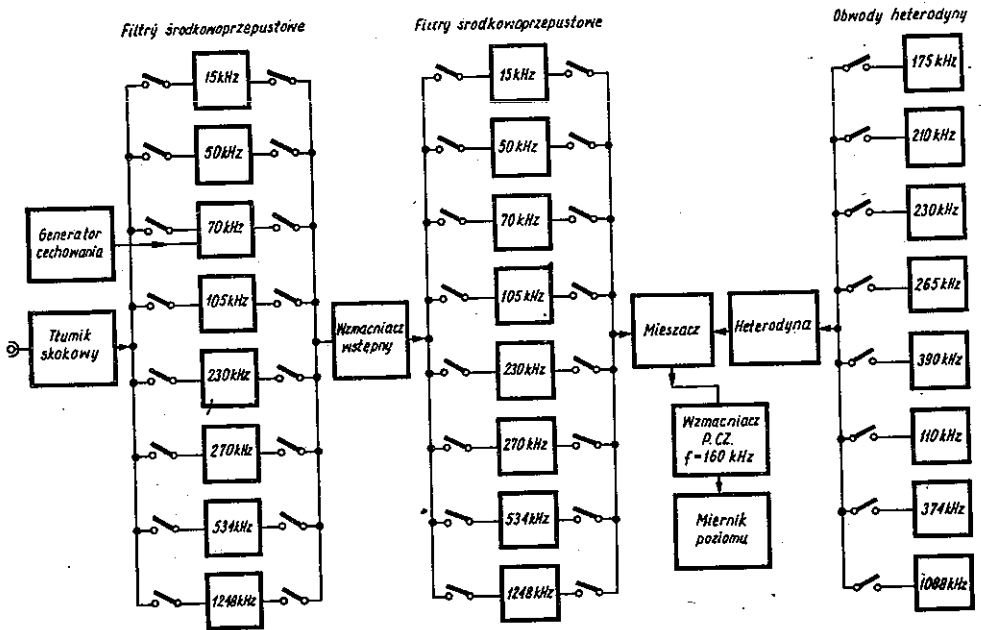 Filtry środkowoprzepustowe
15kHz
50kHz
70kHz
105kHz
230kHz
270kHz
534kHz
1248kHz
Generator
cechowania
Tłumik
skokowy
Wzmacniacz
wstępny
Filtry środkowoprzepustowe
15kHz
50kHz
70kHz
105kHz
230kHz
270kHz
534kHz
1248kHz
Mieszacz
Heterodyna
Wzmacniacz
P.CZ.
f=160 kHz
Miernik
poziomu
Obwody heterodyny
175kHz
210kHz
230kHz
265kHz
390kHz
110kHz
374kHz
1088kHz